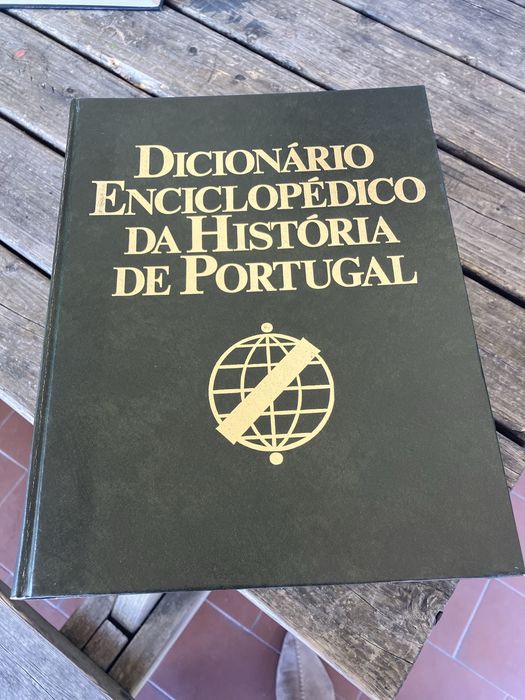 DICIONÁRIO
ENCICLOPÉDICO
DA HISTÓRIA
DE PORTUGAL